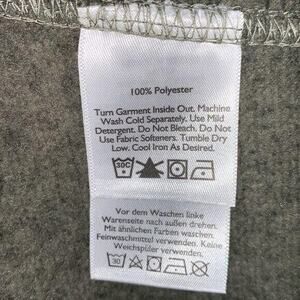 100% Polyester
Turn Garment Inside Out. Machine
Wash Cold Separately. Use Mild
Detergent. Do Not Bleach. Do Not
Use Fabric Softeners. Tumble Dry
Low. Cool Iron As Desired.
30C
Vor dem Waschen linke
Warenseite nach außen drehen.
Mit ähnlichen Farben waschen.
Feinwaschmittel verwenden. Keine
Weichspüler verwenden.
30